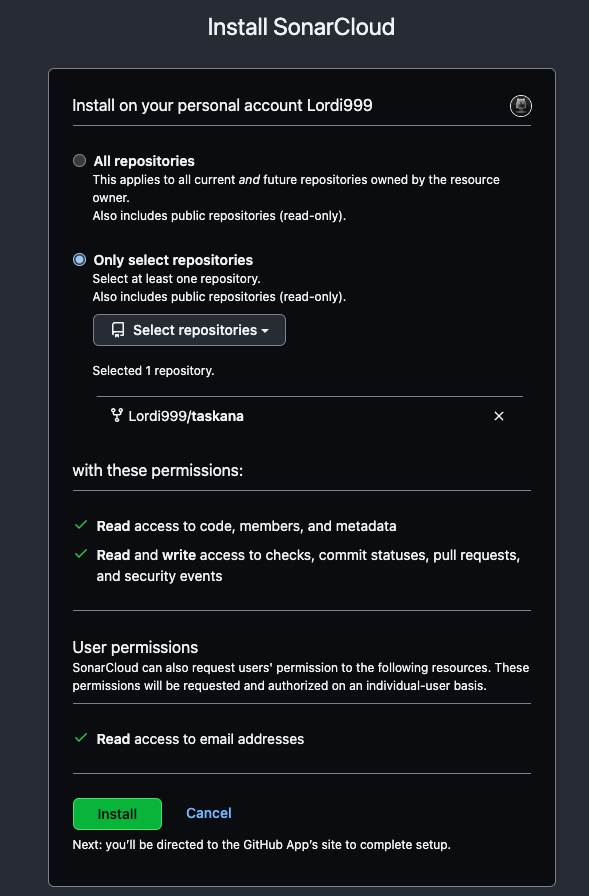 Install SonarCloud
Install on your personal account Lordi999
All repositories
This applies to all current and future repositories owned by the resource
owner.
Also includes public repositories (read-only).
Only select repositories
Select at least one repository.
Also includes public repositories (read-only).
Select repositories
Selected 1 repository.
Lordi999/taskana
with these permissions:
Read access to code, members, and metadata
Read and write access to checks, commit statuses, pull requests,
and security events
User permissions
SonarCloud can also request users' permission to the following resources. These
permissions will be requested and authorized on an individual-user basis.
Read access to email addresses
Install Cancel
Next: you’ll be directed to the GitHub App’s site to complete setup.